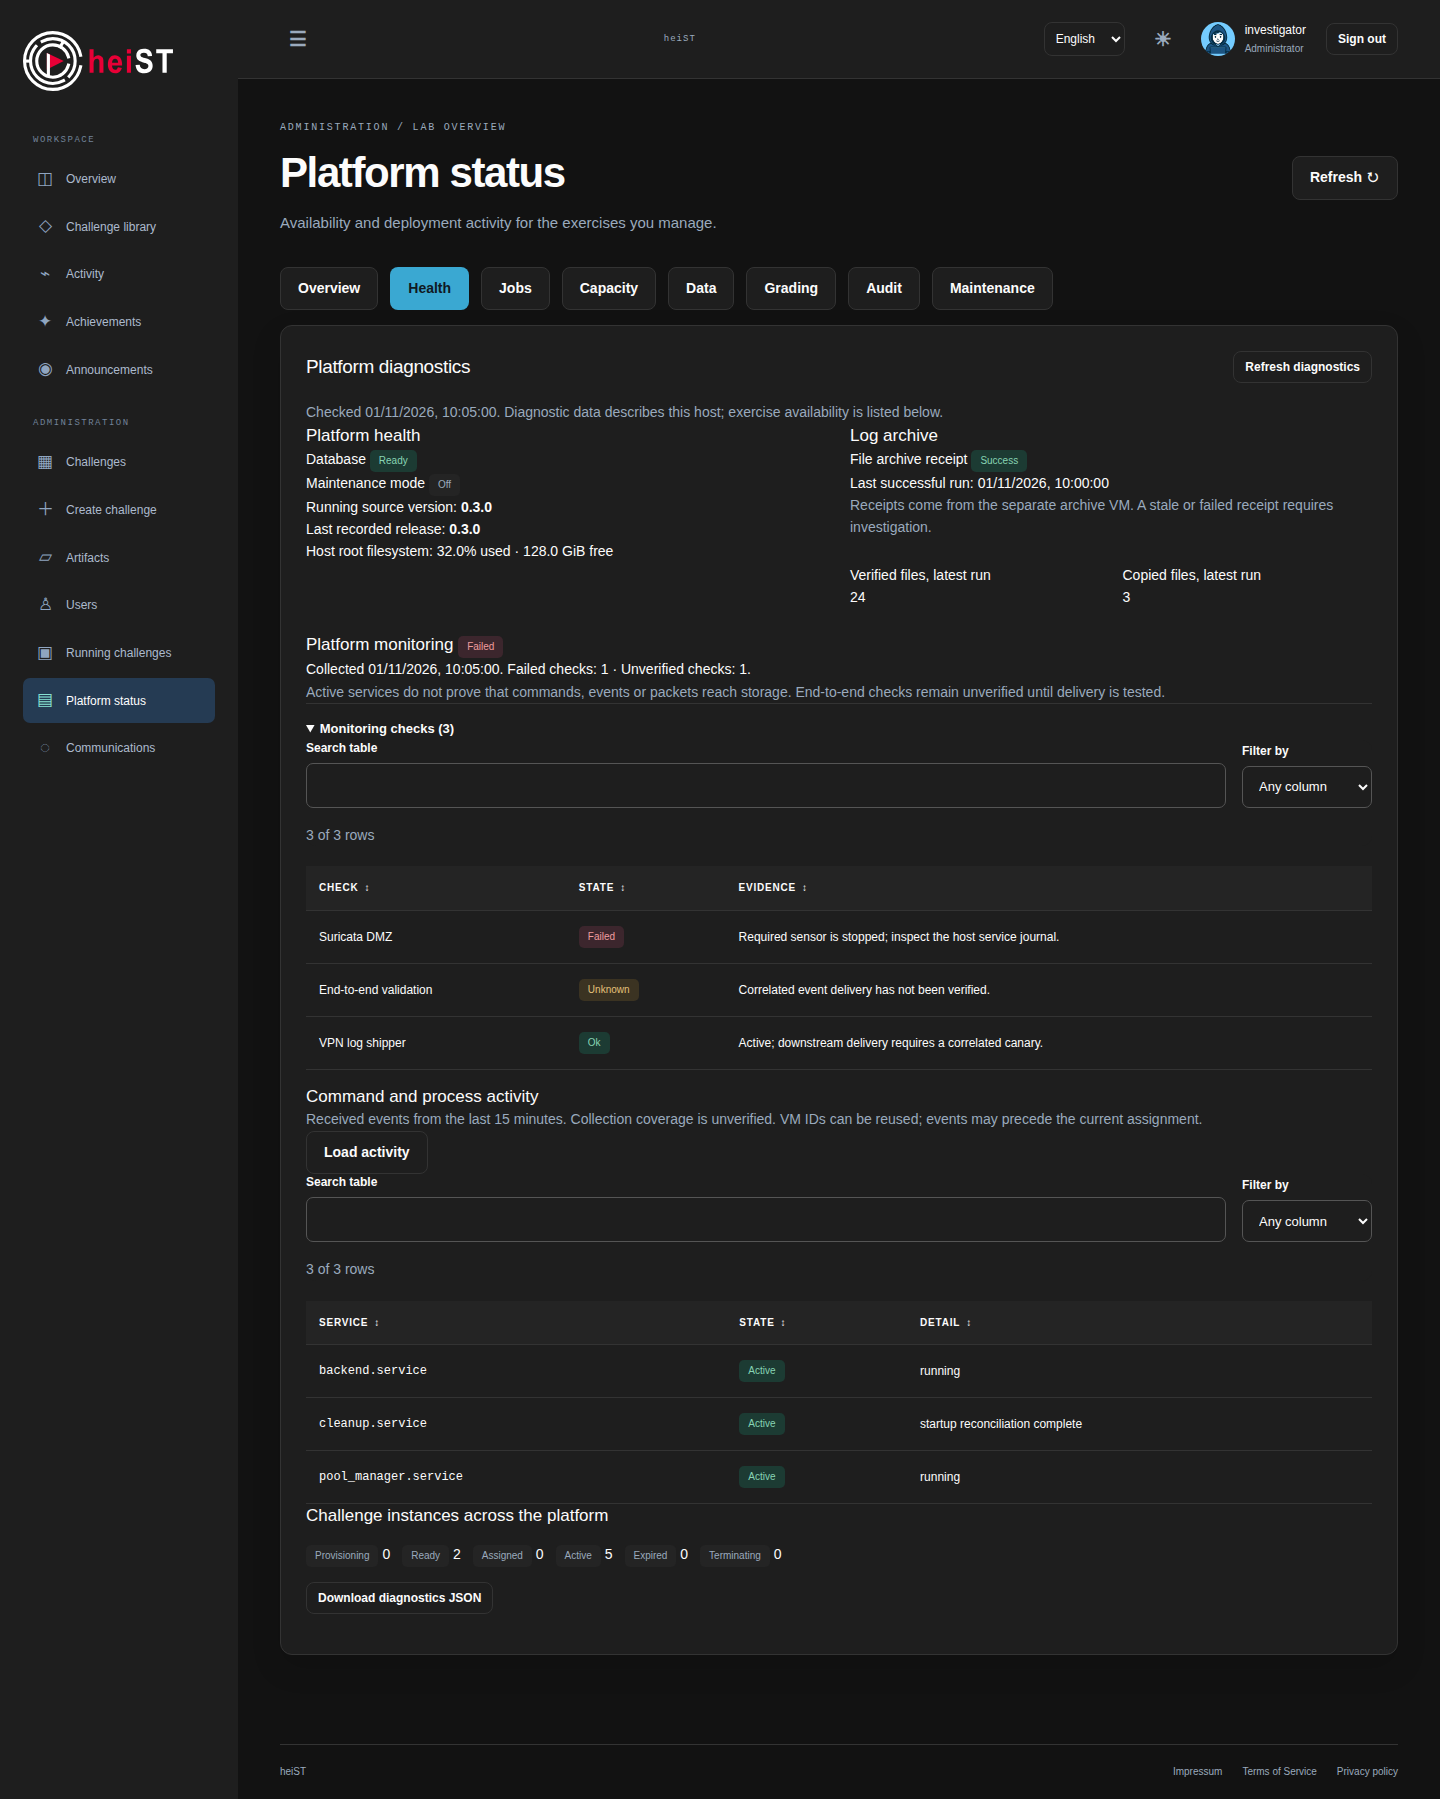 heiST
WORKSPACE
Overview
Challenge library
Activity
Achievements
Announcements
ADMINISTRATION
Challenges
Create challenge
Artifacts
Users
Running challenges
Platform status
Communications
heiST
English
investigator
Administrator
Sign out
ADMINISTRATION / LAB OVERVIEW
Platform status
Refresh ↻
Availability and deployment activity for the exercises you manage.
Overview Health Jobs Capacity Data Grading Audit Maintenance
Platform diagnostics
Refresh diagnostics
Checked 01/11/2026, 10:05:00. Diagnostic data describes this host; exercise availability is listed below.
Platform health
Database Ready
Maintenance mode Off
Running source version: 0.3.0
Last recorded release: 0.3.0
Host root filesystem: 32.0% used · 128.0 GiB free
Log archive
File archive receipt Success
Last successful run: 01/11/2026, 10:00:00
Receipts come from the separate archive VM. A stale or failed receipt requires
investigation.
Verified files, latest run Copied files, latest run
24 3
Platform monitoring Failed
Collected 01/11/2026, 10:05:00. Failed checks: 1 · Unverified checks: 1.
Active services do not prove that commands, events or packets reach storage. End-to-end checks remain unverified until delivery is tested.
▼ Monitoring checks (3)
Search table
Filter by
Any column
3 of 3 rows
CHECK ↕ STATE ↕ EVIDENCE ↕
Suricata DMZ Failed Required sensor is stopped; inspect the host service journal.
End-to-end validation Unknown Correlated event delivery has not been verified.
VPN log shipper Ok Active; downstream delivery requires a correlated canary.
Command and process activity
Received events from the last 15 minutes. Collection coverage is unverified. VM IDs can be reused; events may precede the current assignment.
Load activity
Search table
Filter by
Any column
3 of 3 rows
SERVICE ↕ STATE ↕ DETAIL ↕
backend.service Active running
cleanup.service Active startup reconciliation complete
pool_manager.service Active running
Challenge instances across the platform
Provisioning 0 Ready 2 Assigned 0 Active 5 Expired 0 Terminating 0
Download diagnostics JSON
heiST
Impressum Terms of Service Privacy policy